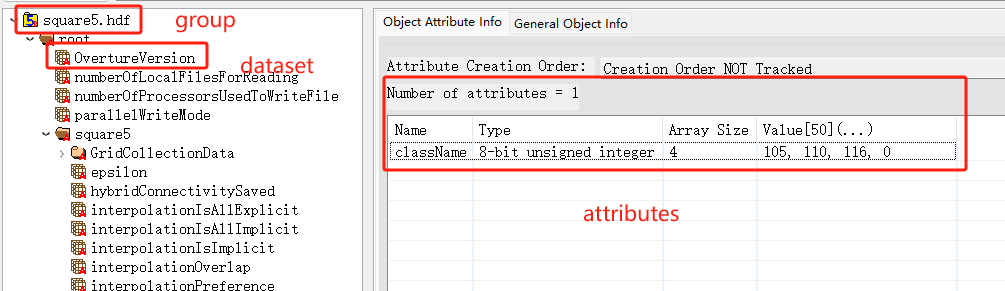 square5.hdf
group
root
OvertureVersion
dataset
numberOfLocalFilesForReading
numberOfProcessorsUsedToWriteFile
parallelWriteMode
square5
GridCollectionData
epsilon
hybridConnectivitySaved
interpolationIsAllExplicit
interpolationIsAllImplicit
interpolationIsImplicit
interpolationOverlap
interpolationPreference
Object Attribute Info General Object Info
Attribute Creation Order: Creation Order NOT Tracked
Number of attributes = 1
Name Type Array Size Value[50](...)
className 8-bit unsigned integer 4 105, 110, 116, 0
attributes